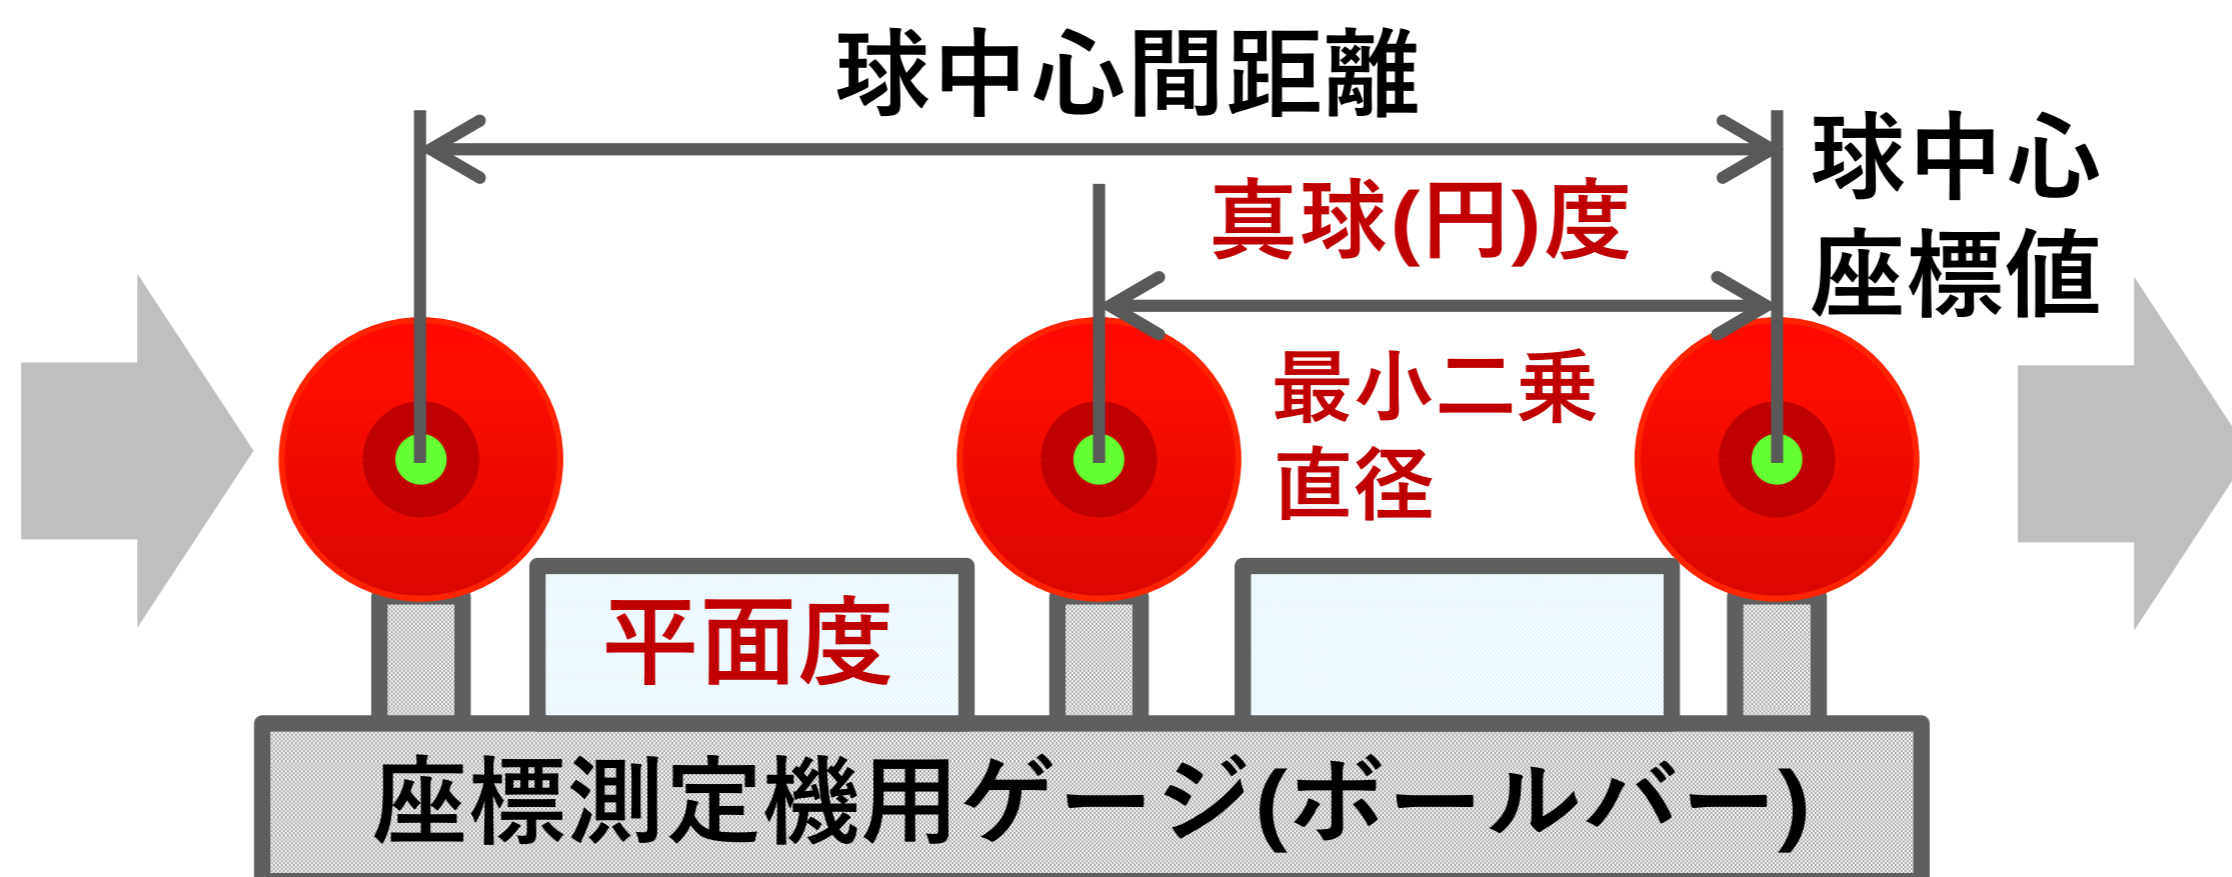 球中心間距離
球中心
座標値
真球(円)度
最小二乗
直径
平面度
座標測定機用ゲージ(ボールバー)